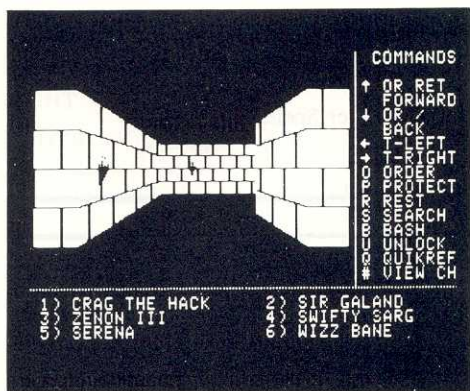 COMMANDS
↑ OR RET
FORWARD
↓ OR /
BACK
← T-LEFT
→ T-RIGHT
O ORDER
P PROTECT
R REST
S SEARCH
B BASH
U UNLOCK
Q QUIKREF
# VIEW CH
1) CRAG THE HACK 2) SIR GALAND
3) ZENON III 4) SWIFTY SARG
5) SERENA 6) WIZZ BANE